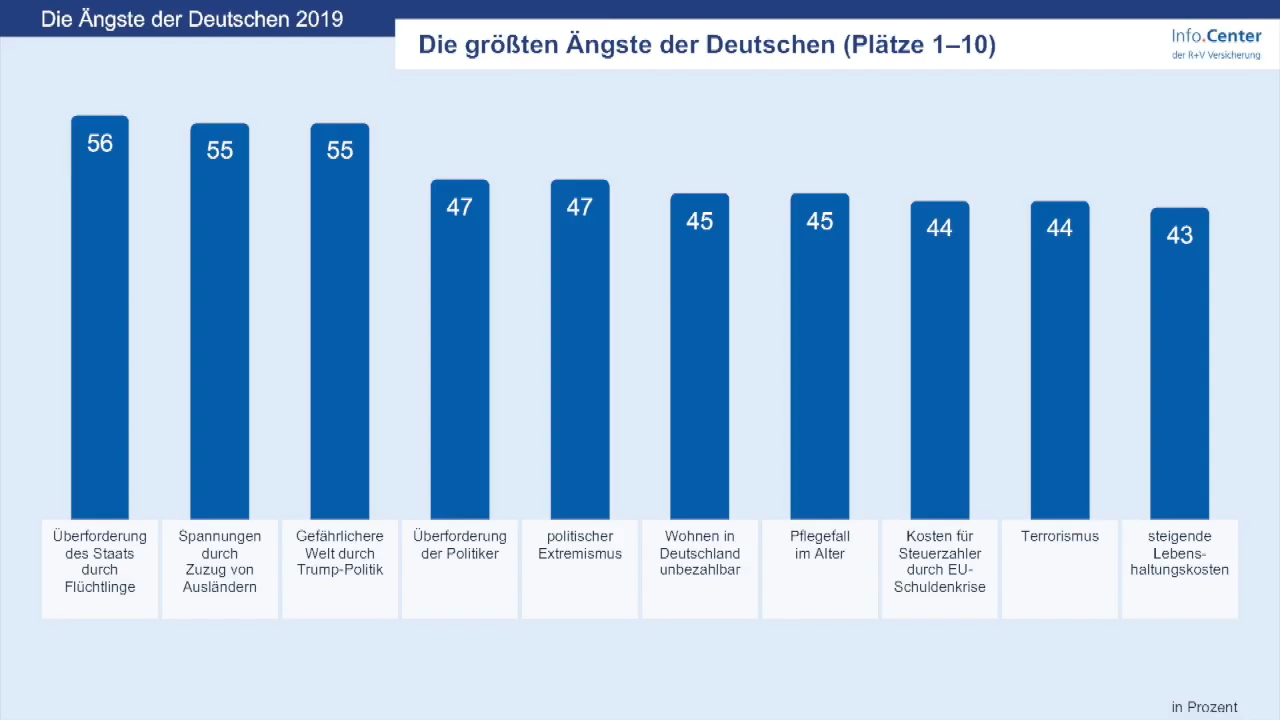 Die Ängste der Deutschen 2019
Die größten Ängste der Deutschen (Plätze 1–10)
Info.Center
der R+V Versicherung
56
55
55
47
47
45
45
44
44
43
Überforderung
des Staats
durch
Flüchtlinge
Spannungen
durch
Zuzug von
Ausländern
Gefährlichere
Welt durch
Trump-Politik
Überforderung
der Politiker
politischer
Extremismus
Wohnen in
Deutschland
unbezahlbar
Pflegefall
im Alter
Kosten für
Steuerzahler
durch EU-
Schuldenkrise
Terrorismus
steigende
Lebens-
haltungskosten
in Prozent